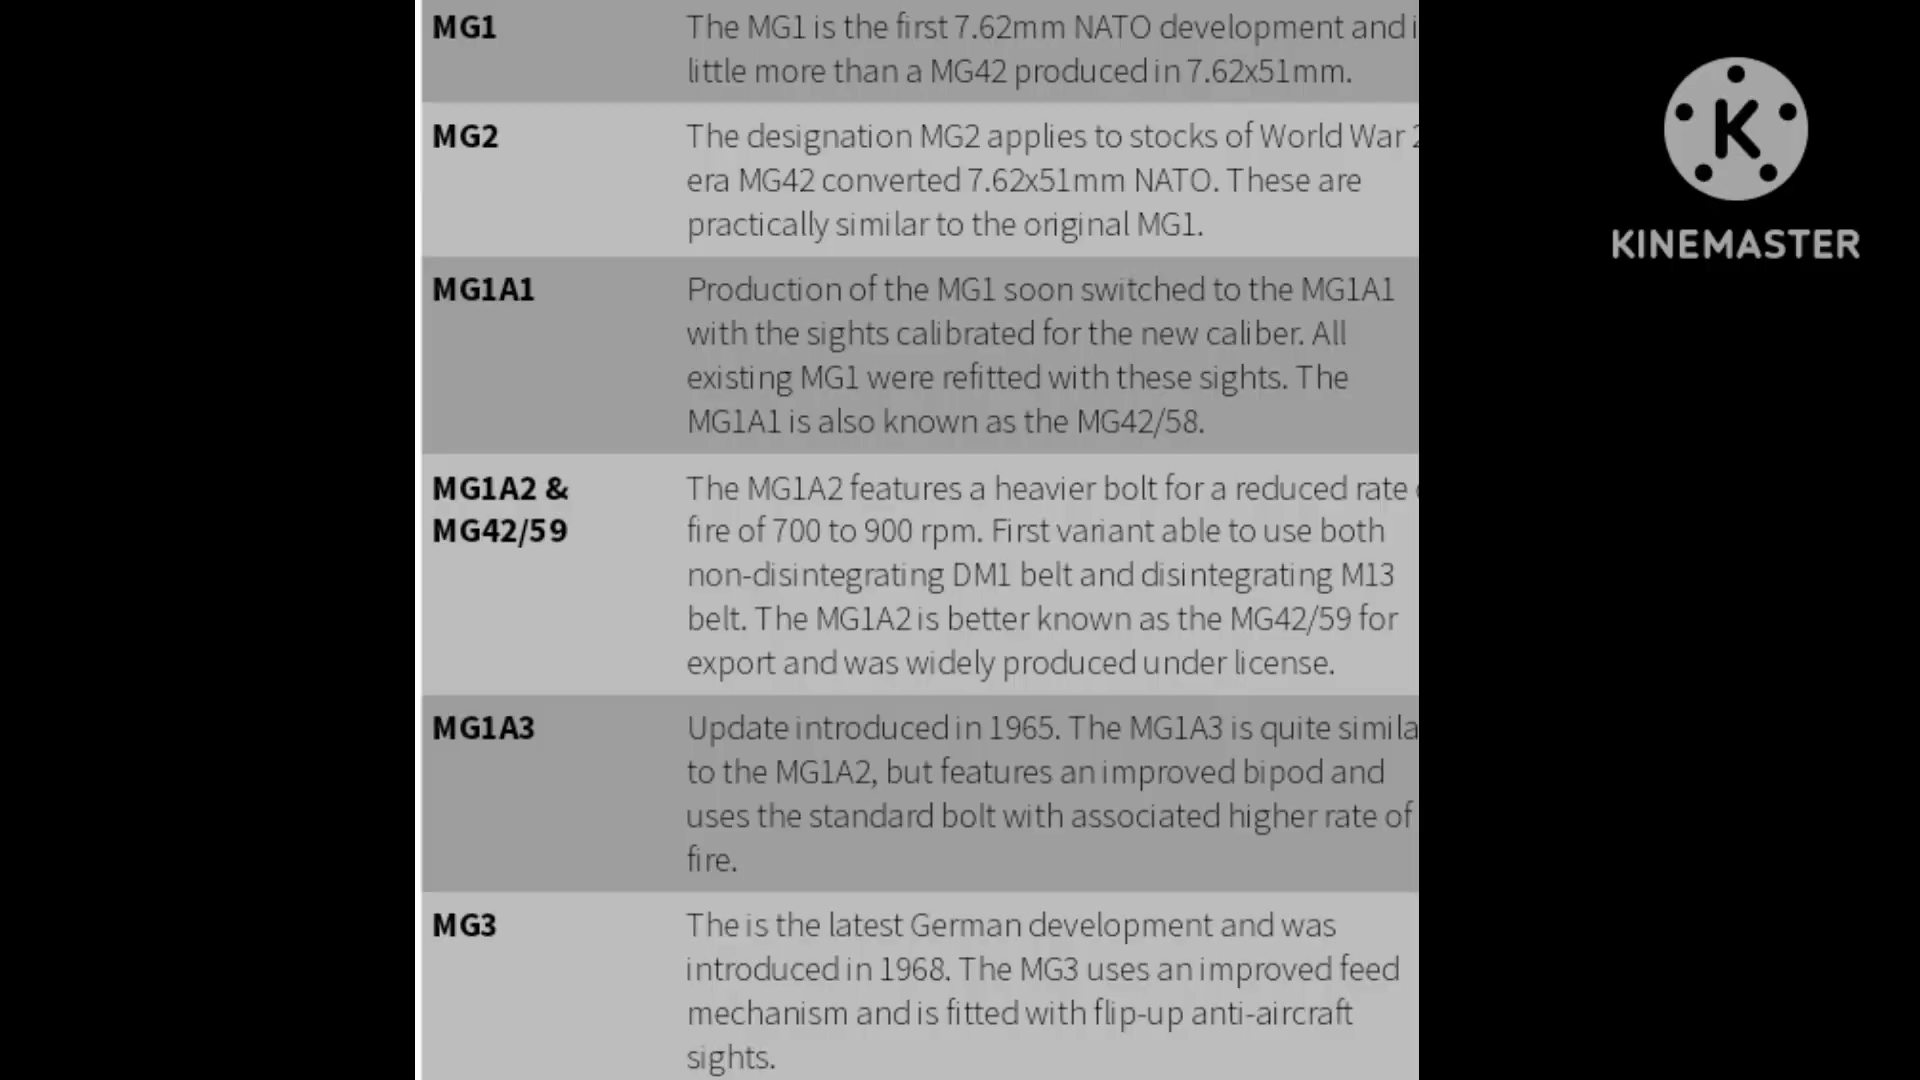 MG1
The MG1 is the first 7.62mm NATO development and
little more than a MG42 produced in 7.62x51mm.
MG2
The designation MG2 applies to stocks of World War 2
era MG42 converted 7.62x51mm NATO. These are
practically similar to the original MG1.
MG1A1
Production of the MG1 soon switched to the MG1A1
with the sights calibrated for the new caliber. All
existing MG1 were refitted with these sights. The
MG1A1 is also known as the MG42/58.
MG1A2 &
MG42/59
The MG1A2 features a heavier bolt for a reduced rate
fire of 700 to 900 rpm. First variant able to use both
non-disintegrating DM1 belt and disintegrating M13
belt. The MG1A2 is better known as the MG42/59 for
export and was widely produced under license.
MG1A3
Update introduced in 1965. The MG1A3 is quite simila
to the MG1A2, but features an improved bipod and
uses the standard bolt with associated higher rate of
fire.
MG3
The is the latest German development and was
introduced in 1968. The MG3 uses an improved feed
mechanism and is fitted with flip-up anti-aircraft
sights.
K
KINEMASTER